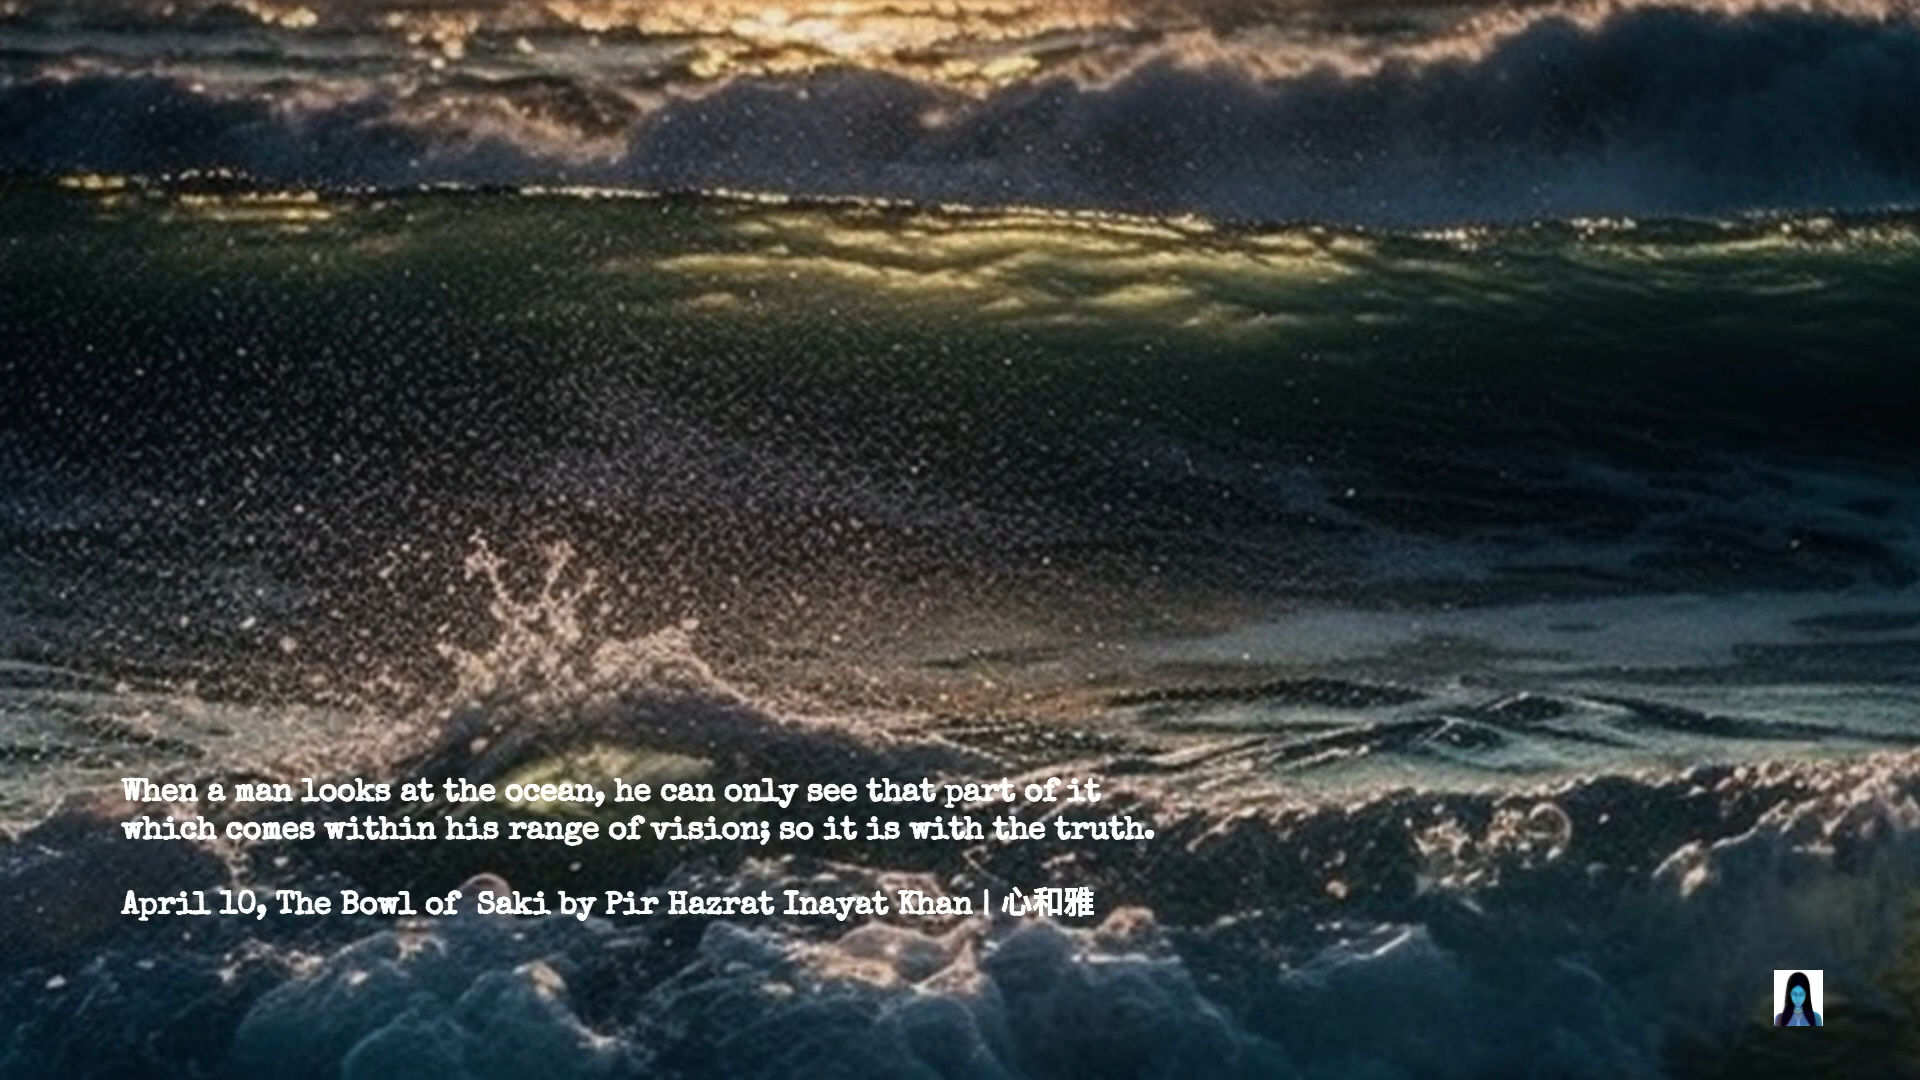 When a man looks at the ocean, he can only see that part of it
which comes within his range of vision; so it is with the truth.
April 10, The Bowl of  Saki by Pir Hazrat Inayat Khan | 心和雅